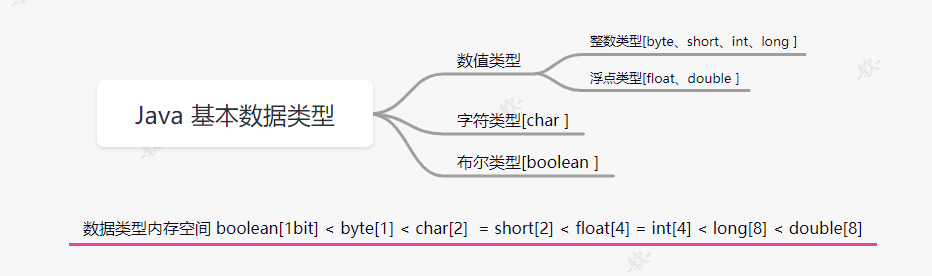 Java 基本数据类型
数值类型
整数类型[byte、short、int、long ]
浮点类型[float、double ]
字符类型[char ]
布尔类型[boolean ]
数据类型内存空间 boolean[1bit] < byte[1] < char[2]  = short[2] < float[4] = int[4] < long[8] < double[8]